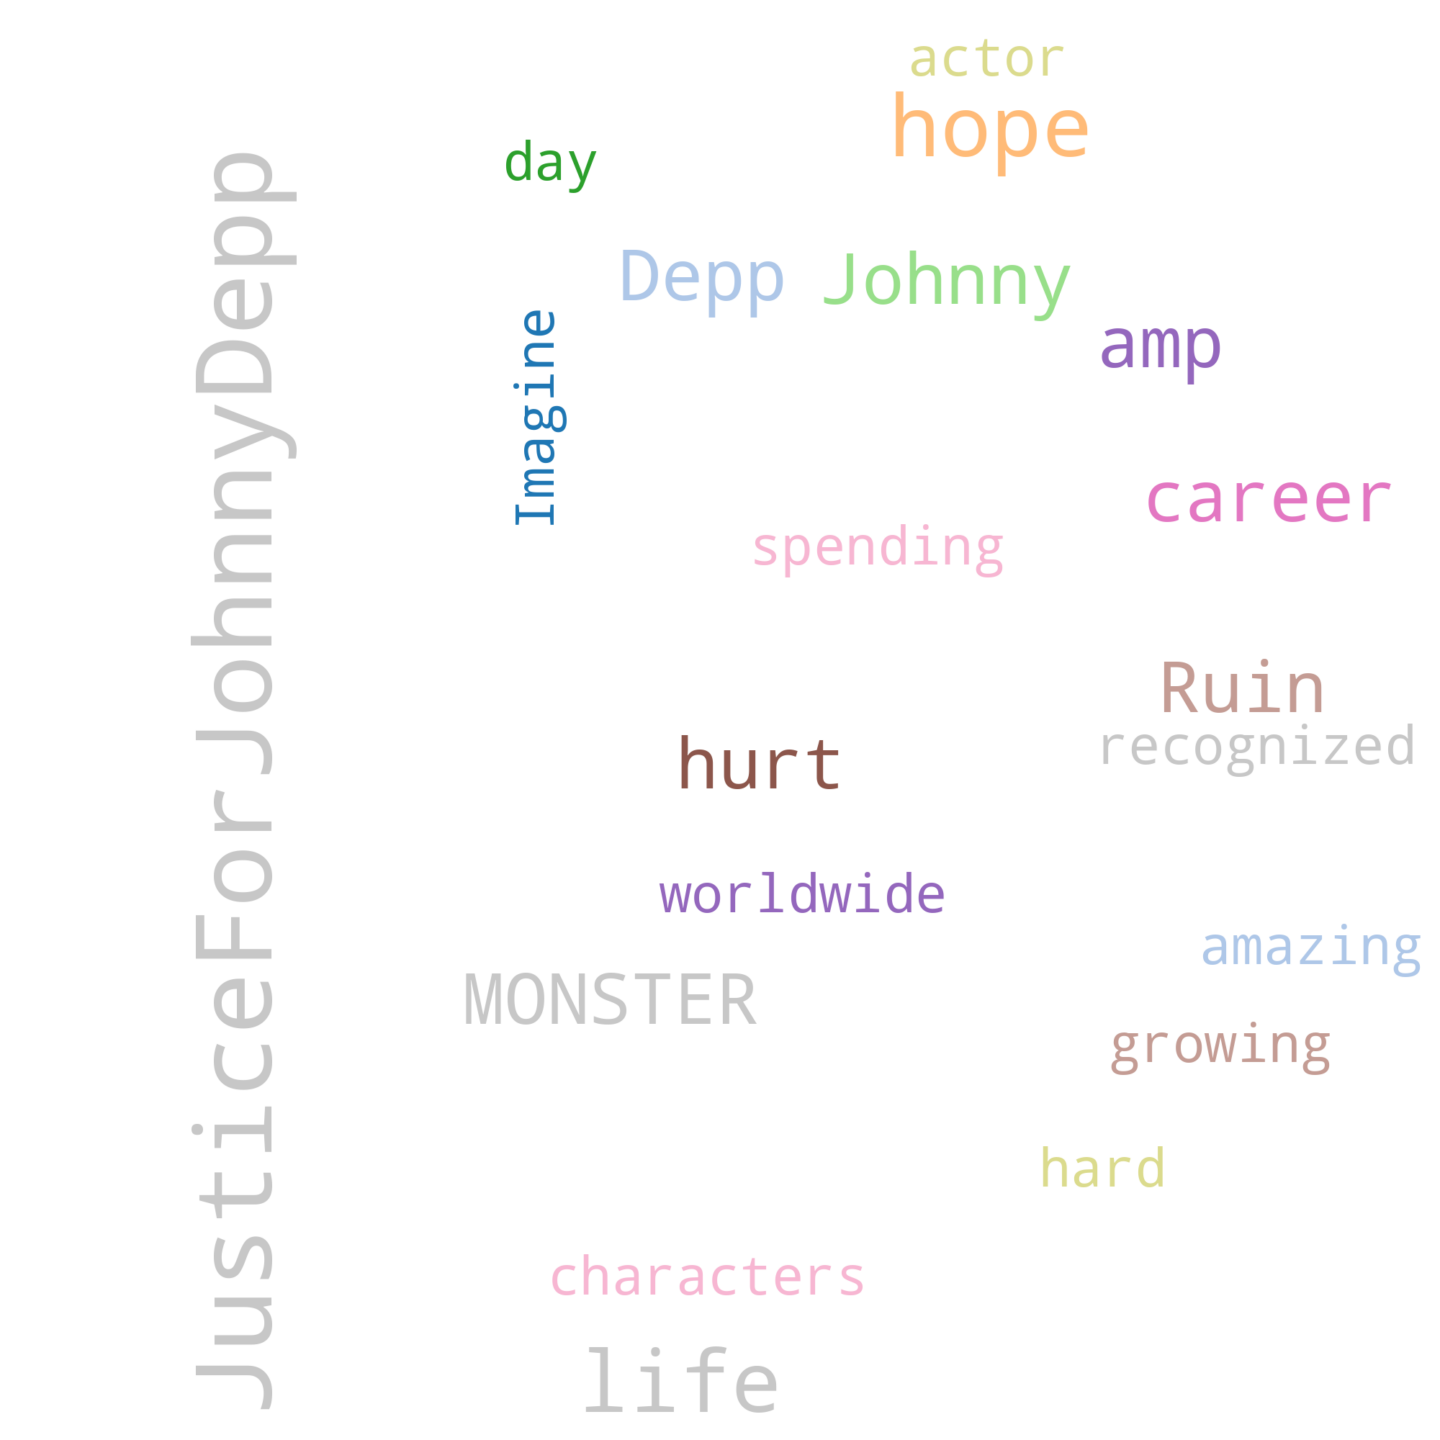 JusticeForJohnnyDepp
actor
hope
day
Depp
Johnny
amp
Imagine
career
spending
Ruin
recognized
hurt
worldwide
amazing
MONSTER
growing
hard
characters
life